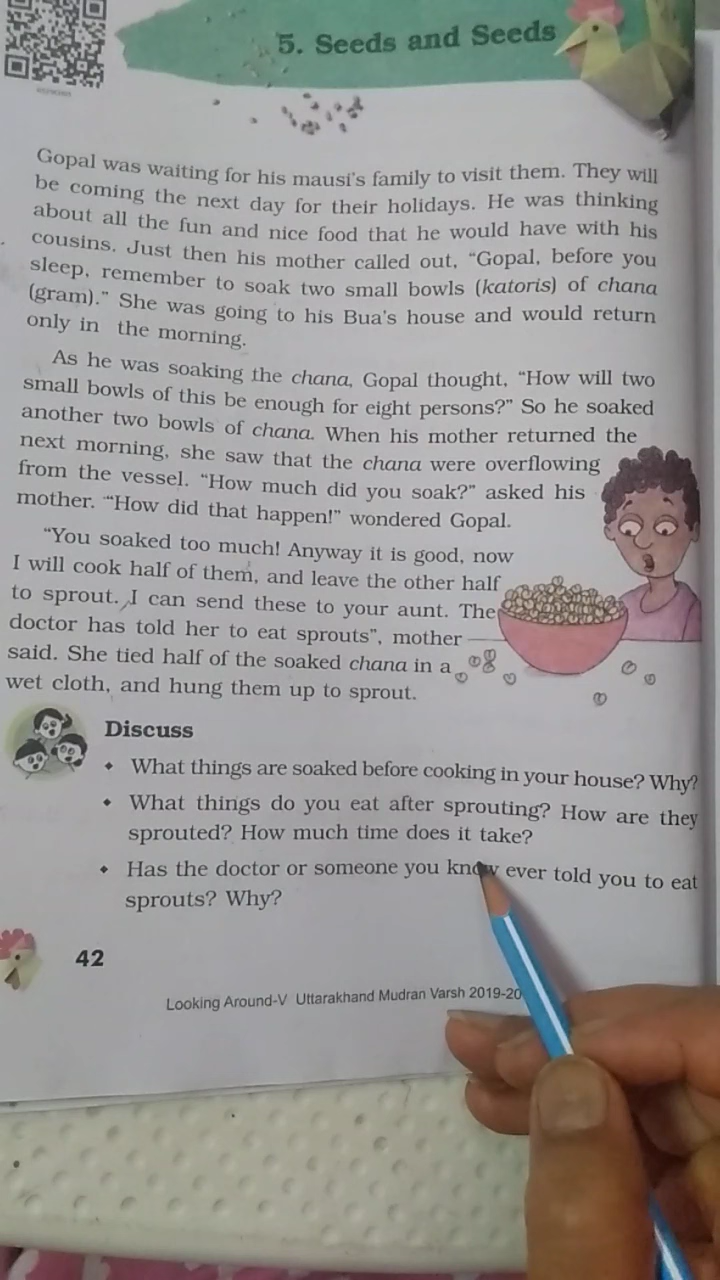 5. Seeds and Seeds
Gopal was waiting for his mausi's family to visit them. They will
be coming the next day for their holidays. He was thinking
about all the fun and nice food that he would have with his
cousins. Just then his mother called out, “Gopal, before you
sleep, remember to soak two small bowls (katoris) of chana
(gram).” She was going to his Bua's house and would return
only in the morning.
As he was soaking the chana, Gopal thought, “How will two
small bowls of this be enough for eight persons?” So he soaked
another two bowls of chana. When his mother returned the
next morning, she saw that the chana were overflowing
from the vessel. “How much did you soak?” asked his
mother. “How did that happen!” wondered Gopal.
“You soaked too much! Anyway it is good, now
I will cook half of them, and leave the other half
to sprout. I can send these to your aunt. The
doctor has told her to eat sprouts”, mother
said. She tied half of the soaked chana in a
wet cloth, and hung them up to sprout.
Discuss
• What things are soaked before cooking in your house? Why?
• What things do you eat after sprouting? How are they
sprouted? How much time does it take?
• Has the doctor or someone you know ever told you to eat
sprouts? Why?
42
Looking Around-V Uttarakhand Mudran Varsh 2019-20